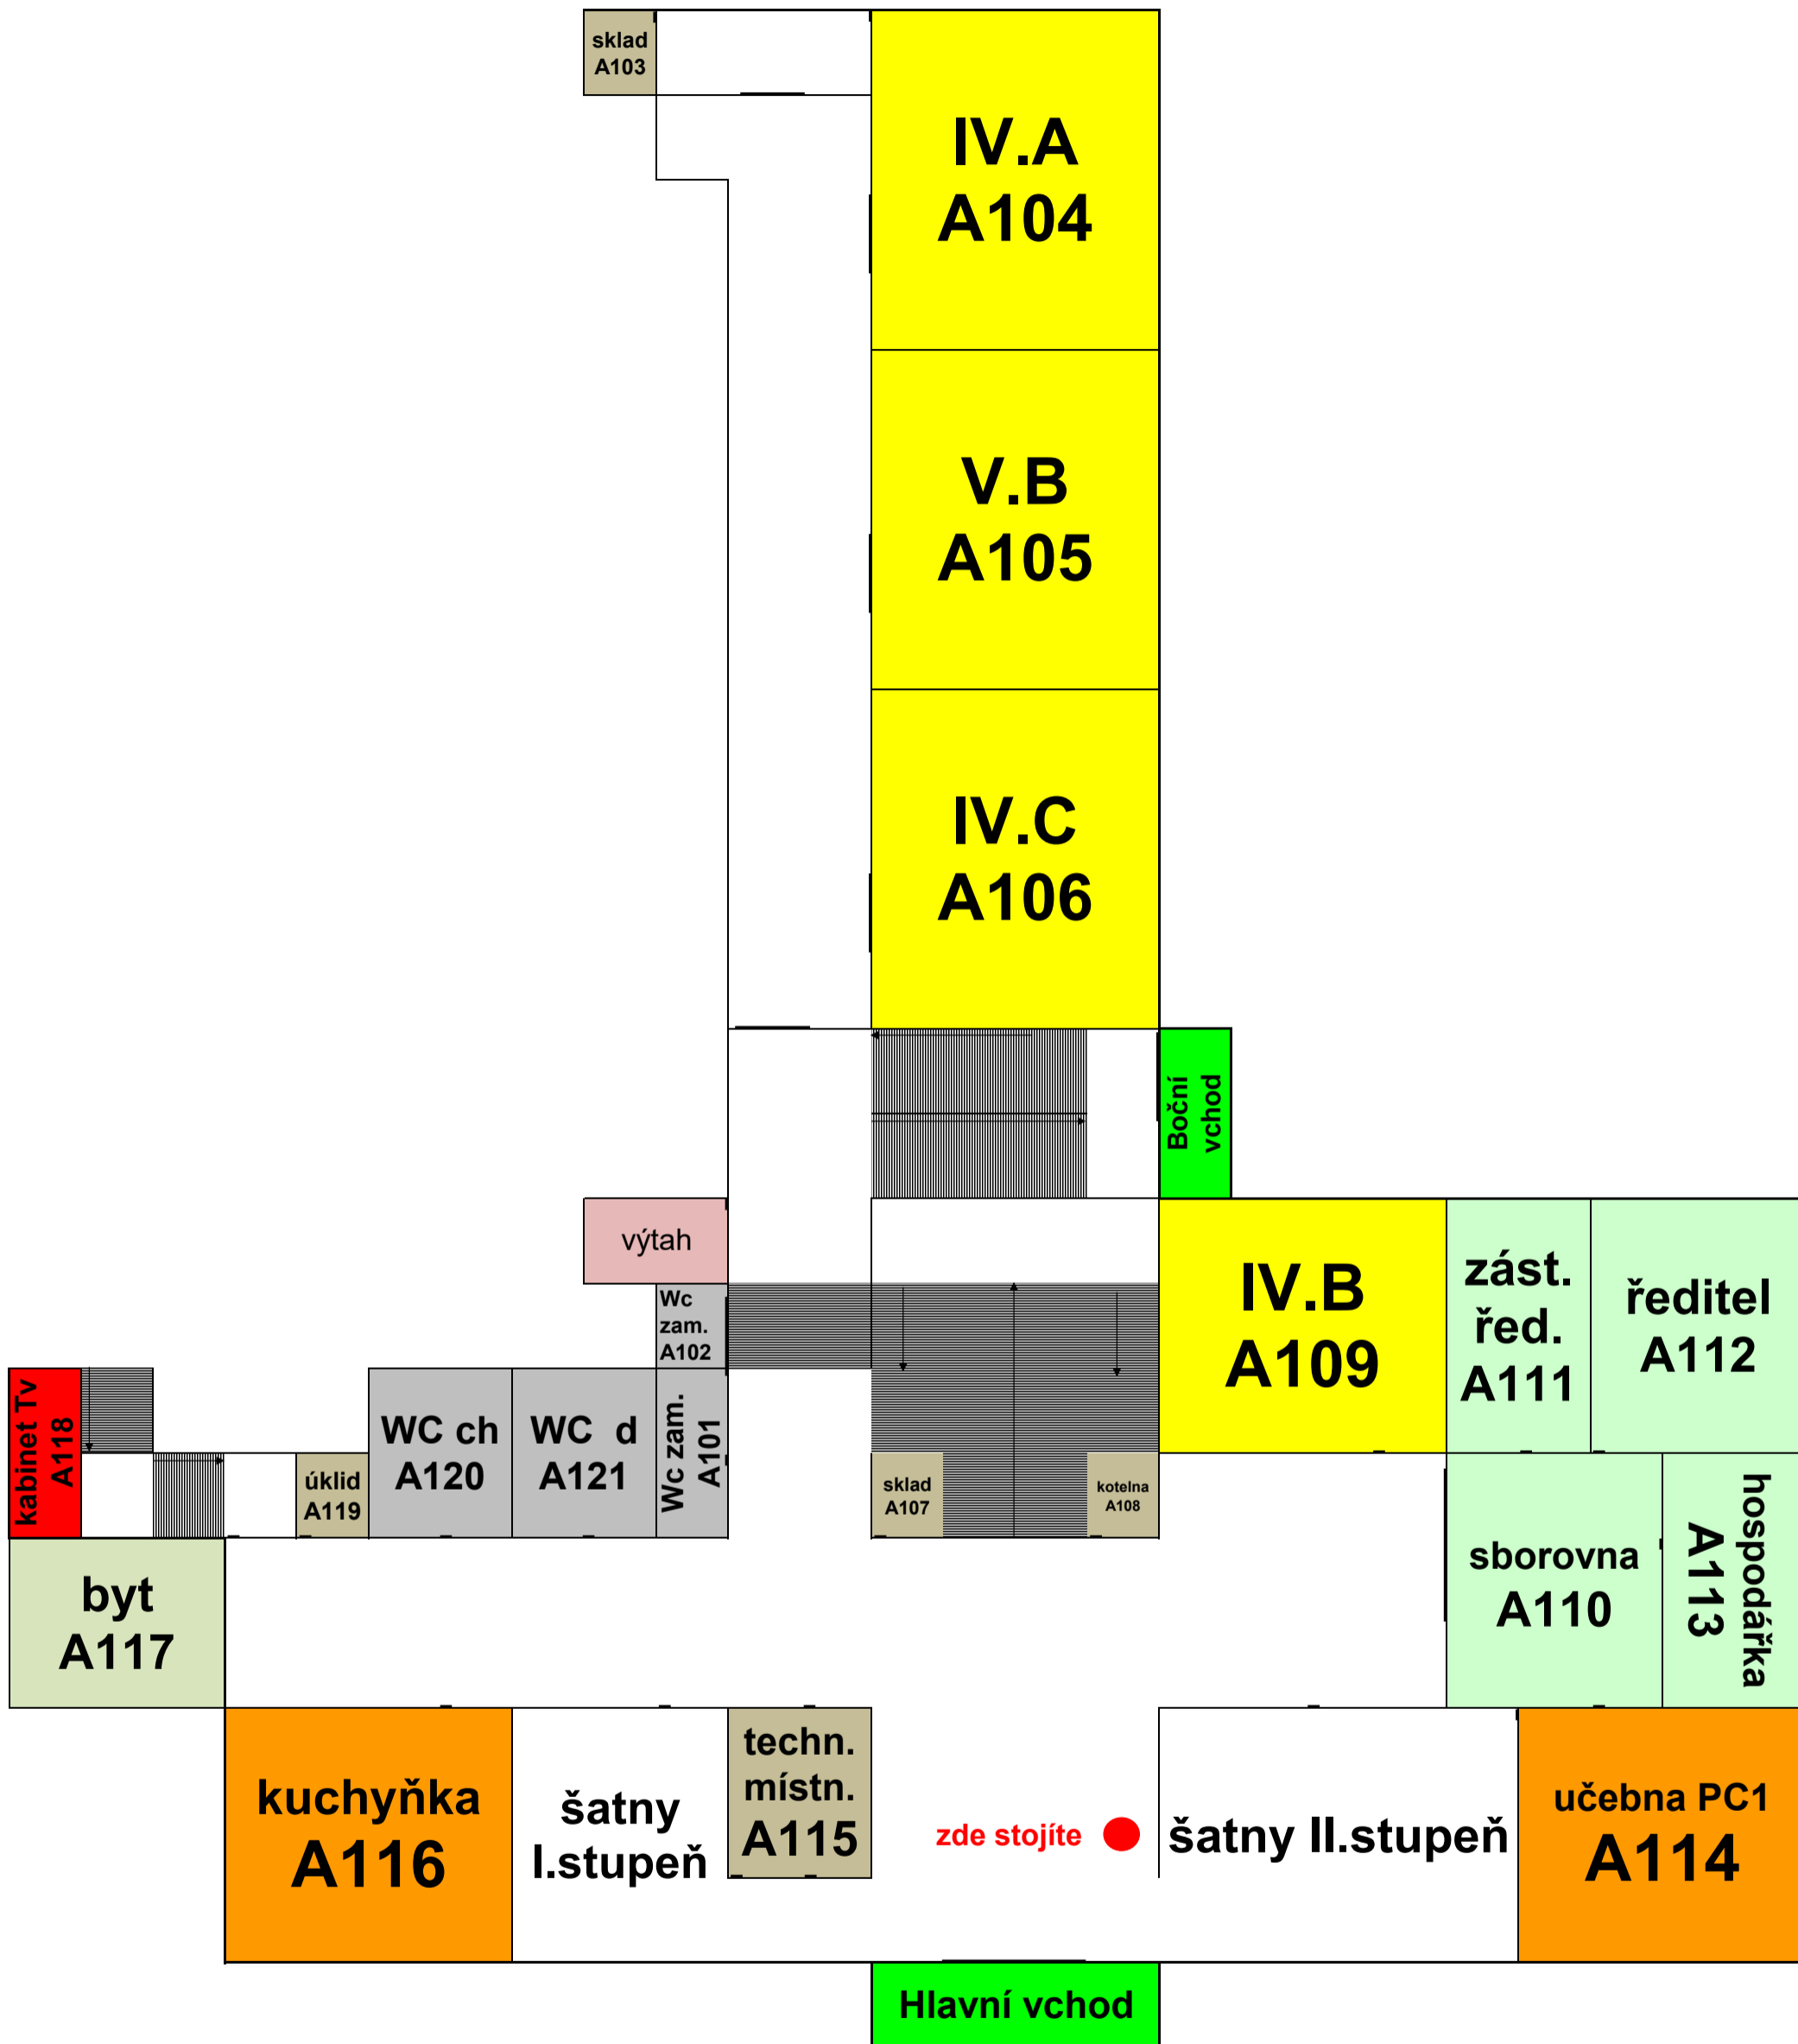 sklad
A103
IV.A
A104
V.B
A105
IV.C
A106
Boční
vchod
výtah
Wc
zam.
A102
IV.B
A109
zást.
řed.
A111
ředitel
A112
kabinet Tv
A118
úklid
A119
WC ch
A120
WC d
A121
Wc zam.
A101
sklad
A107
kotelna
A108
sborovna
A110
hospodářka
A113
byt
A117
kuchyňka
A116
šatny
I.stupeň
techn.
místn.
A115
zde stojíte
šatny II.stupeň
učebna PC1
A114
Hlavní vchod